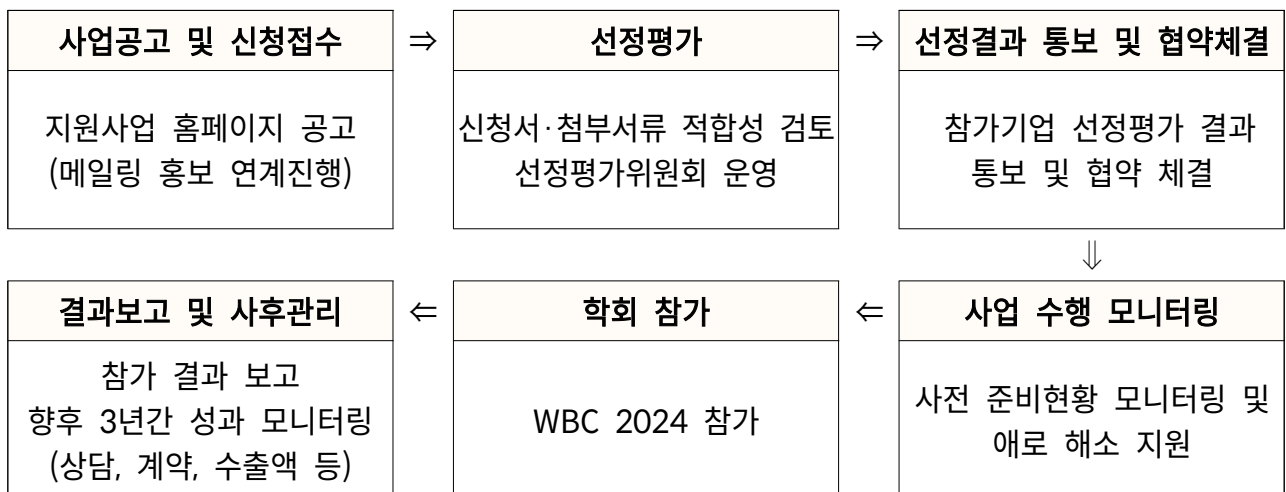 사업공고 및 신청접수
지원사업 홈페이지 공고
(메일링 홍보 연계진행)
⇒
선정평가
신청서·첨부서류 적합성 검토
선정평가위원회 운영
⇒
선정결과 통보 및 협약체결
참가기업 선정평가 결과
통보 및 협약 체결
⇓
사업 수행 모니터링
사전 준비현황 모니터링 및
애로 해소 지원
⇐
학회 참가
WBC 2024 참가
⇐
결과보고 및 사후관리
참가 결과 보고
향후 3년간 성과 모니터링
(상담, 계약, 수출액 등)